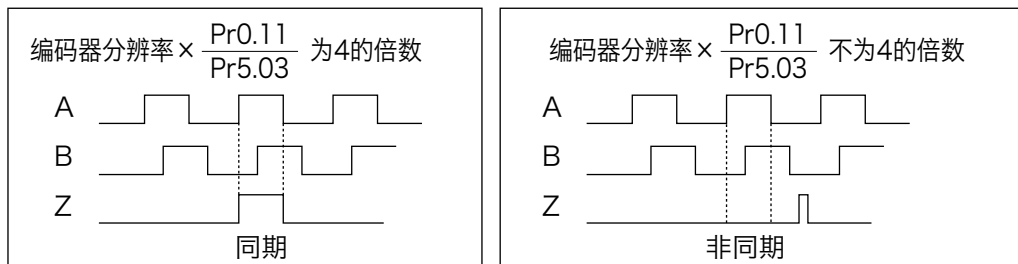 编码器分辨率× Pr0.11 / Pr5.03 为4的倍数
A
B
Z
同期
编码器分辨率× Pr0.11 / Pr5.03 不为4的倍数
A
B
Z
非同期